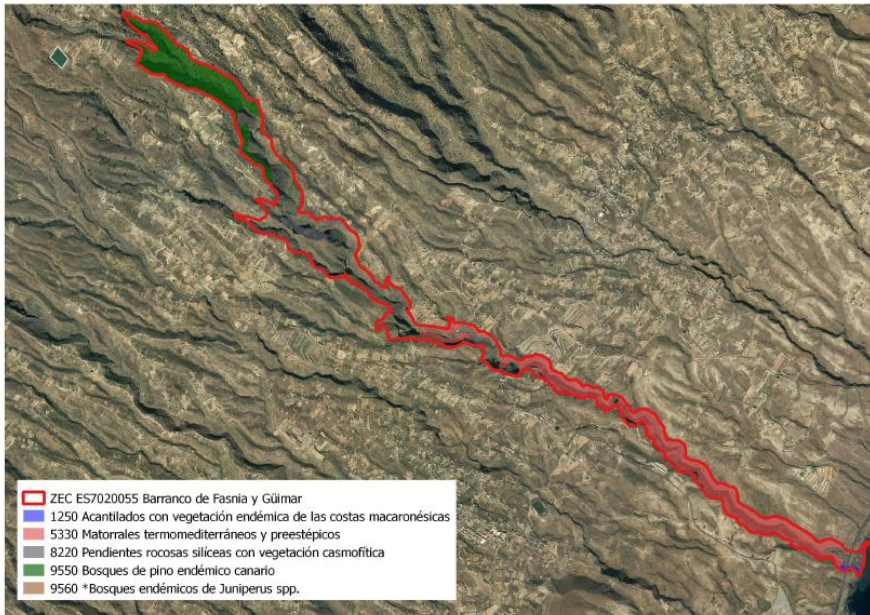 ZEC ES7020055 Barranco de Fasnia y Güimar
1250 Acantilados con vegetación endémica de las costas macaronésicas
5330 Matorrales termomediterráneos y preestépicos
8220 Pendientes rocosas silíceas con vegetación casmofítica
9550 Bosques de pino endémico canario
9560 *Bosques endémicos de Juniperus spp.